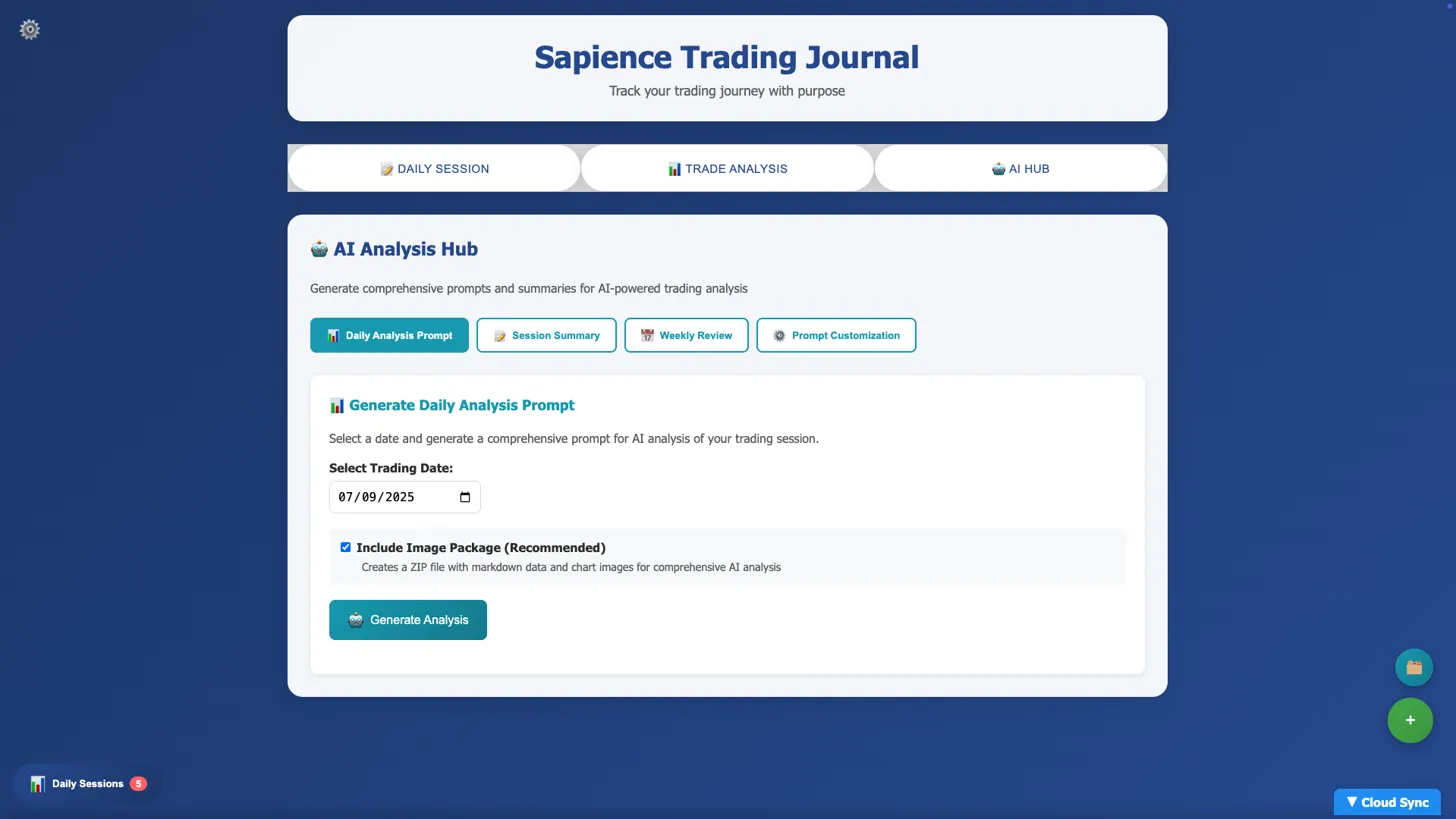 Sapience Trading Journal
Track your trading journey with purpose
DAILY SESSION
TRADE ANALYSIS
AI HUB
AI Analysis Hub
Generate comprehensive prompts and summaries for AI-powered trading analysis
Daily Analysis Prompt
Session Summary
Weekly Review
Prompt Customization
Generate Daily Analysis Prompt
Select a date and generate a comprehensive prompt for AI analysis of your trading session.
Select Trading Date:
07/09/2025
Include Image Package (Recommended)
Creates a ZIP file with markdown data and chart images for comprehensive AI analysis
Generate Analysis
+
Daily Sessions 5
▼ Cloud Sync